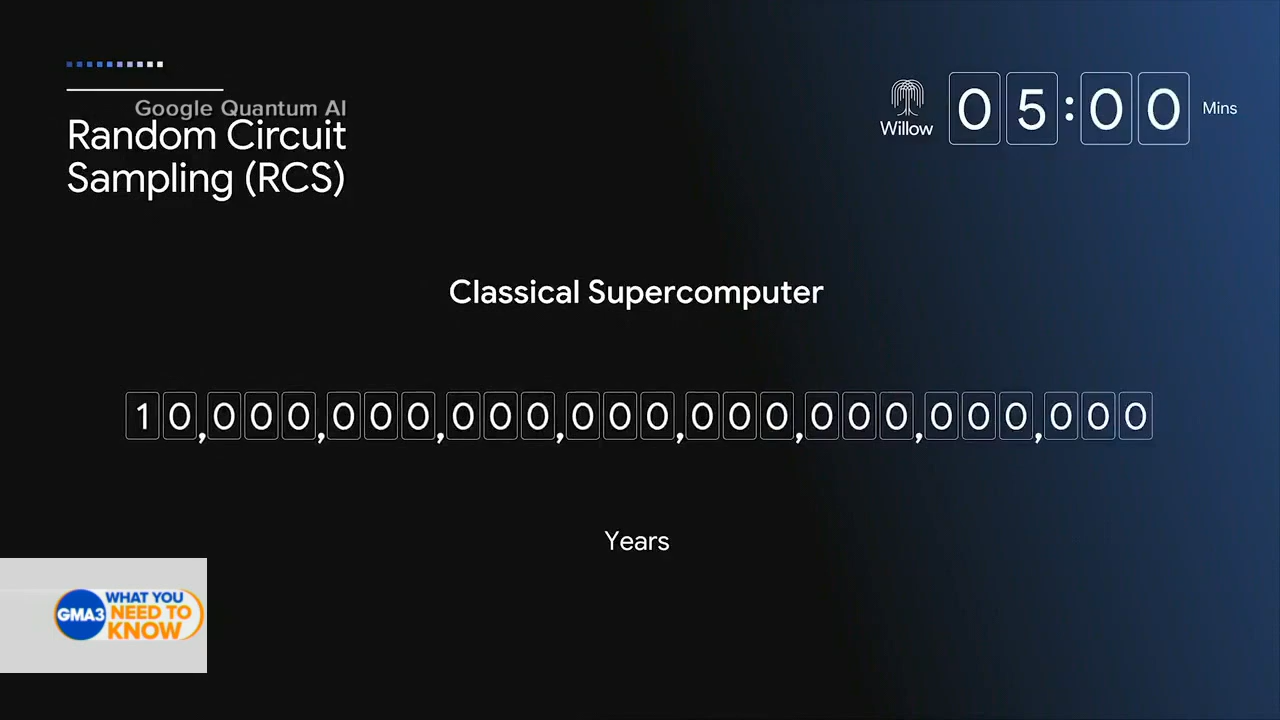 Google Quantum AI
Random Circuit
Sampling (RCS)
Willow
05:00 Mins
Classical Supercomputer
10,000,000,000,000,000,000,000,000
Years
GMA3
WHAT YOU
NEED TO
KNOW